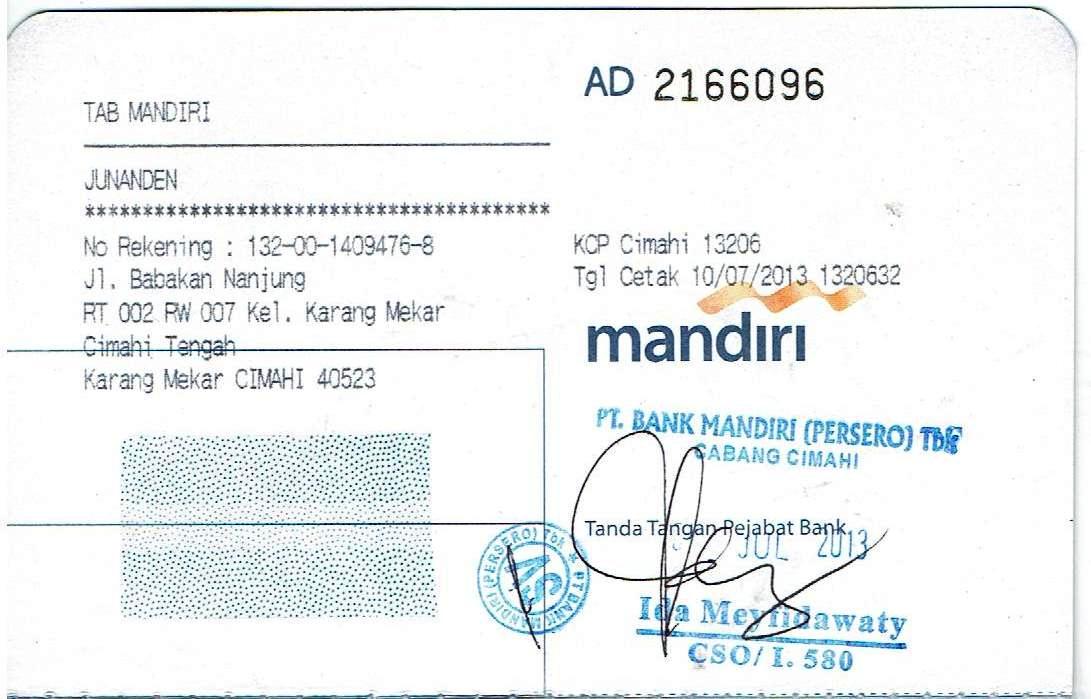 AD 2166096
TAB MANDIRI
JUNANDEN
****************************************
No Rekening : 132-00-1409476-8
Jl. Babakan Nanjung
RT 002 RW 007 Kel. Karang Mekar
Cimahi Tengah
Karang Mekar CIMAHI 40523
KCP Cimahi 13206
Tgl Cetak 10/07/2013 1320632
mandiri
PT. BANK MANDIRI (PERSERO) Tbk
CABANG CIMAHI
Tanda Tangan Pejabat Bank
JUL 2013
Ida Meyfidawaty
CSO/ I. 580
PT BANK MANDIRI (PERSERO) Tbk *